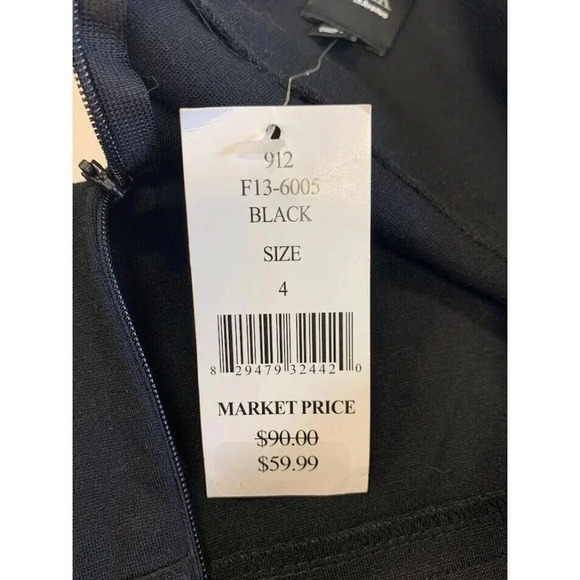 912
F13-6005
BLACK
SIZE
4
8 29479 32442 0
MARKET PRICE
$90.00
$59.99